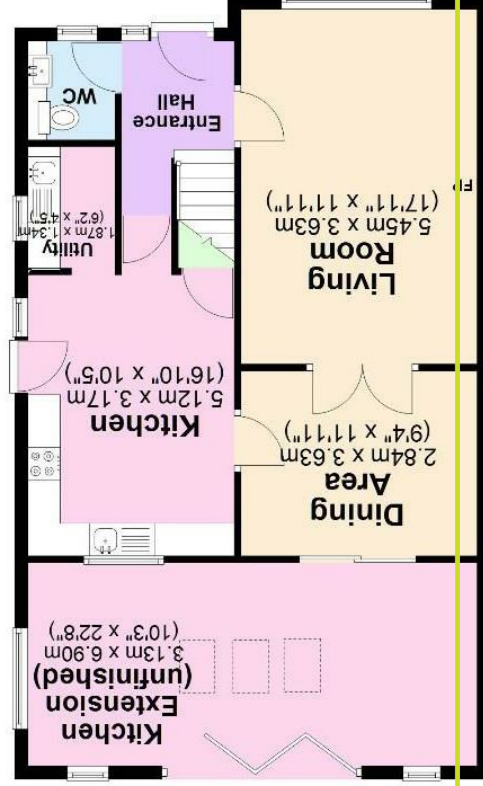 Kitchen
Extension
(unfinished)
3.13m x 6.90m
(10'3" x 22'8")
Dining
Area
2.84m x 3.63m
(9'4" x 11'11")
Kitchen
5.12m x 3.17m
(16'10" x 10'5")
Living
Room
5.45m x 3.63m
(17'11" x 11'11")
Utility
1.87m x 1.34m
(6'2" x 4'5")
Entrance
Hall
WC